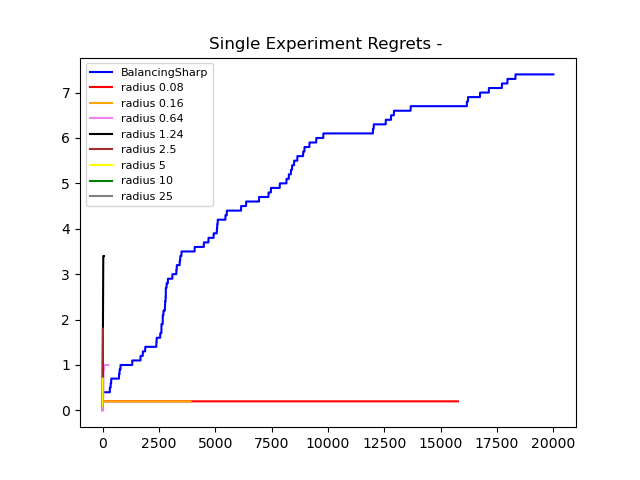 Single Experiment Regrets -
BalancingSharp
radius 0.08
radius 0.16
radius 0.64
radius 1.24
radius 2.5
radius 5
radius 10
radius 25
7
6
5
4
3
2
1
0
0 2500 5000 7500 10000 12500 15000 17500 20000